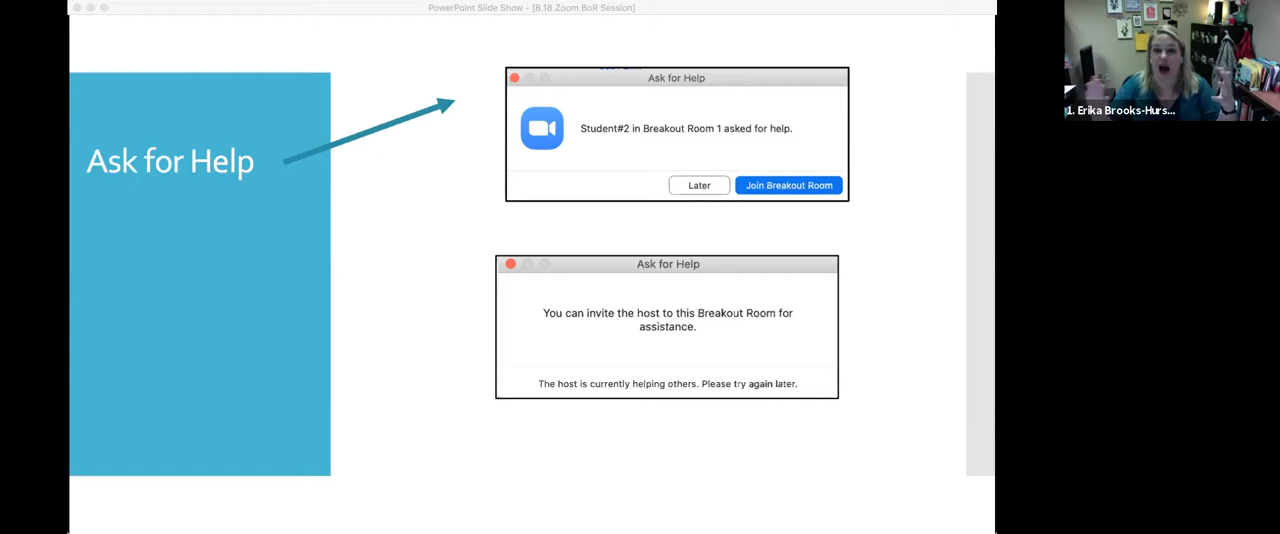 PowerPoint Slide Show - [8.18 Zoom BoR Session]
Ask for Help
Ask for Help
Student#2 in Breakout Room 1 asked for help.
Later
Join Breakout Room
Ask for Help
You can invite the host to this Breakout Room for
assistance.
The host is currently helping others. Please try again later.
1. Erika Brooks-Hurs...